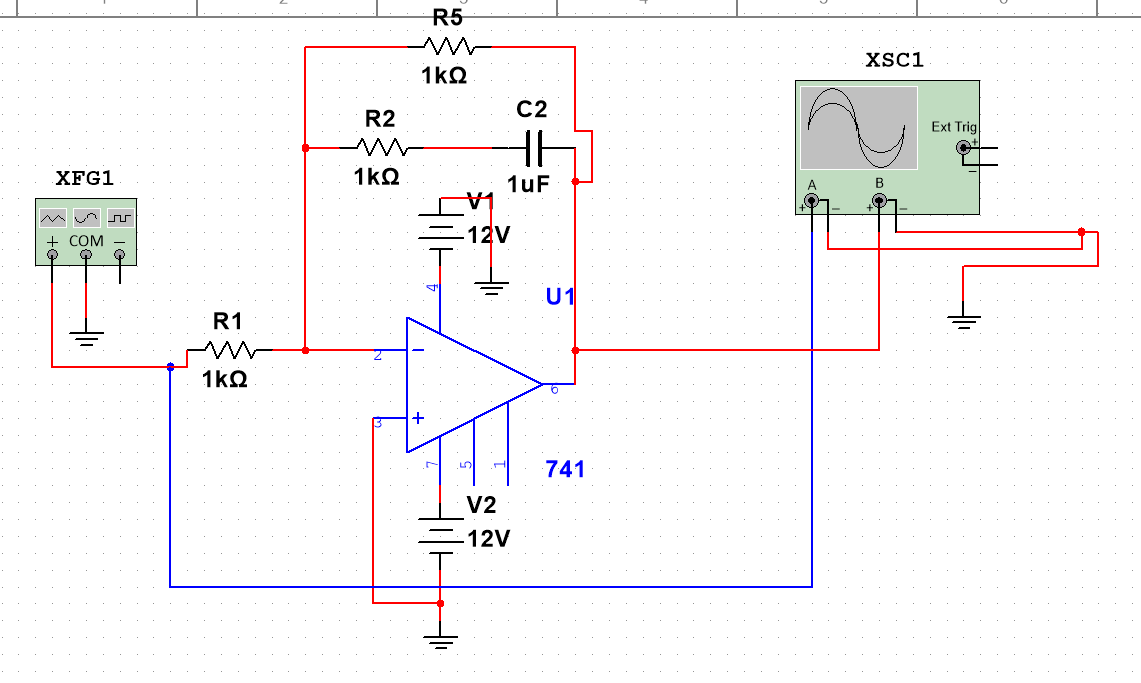 R5
1kΩ
XSC1
R2
C2
Ext Trig
+
−
1kΩ
1uF
XFG1
A
B
V1
+ − + −
12V
+ COM −
4
U1
R1
2
−
1kΩ
6
3
+
7
5
1
741
V2
12V